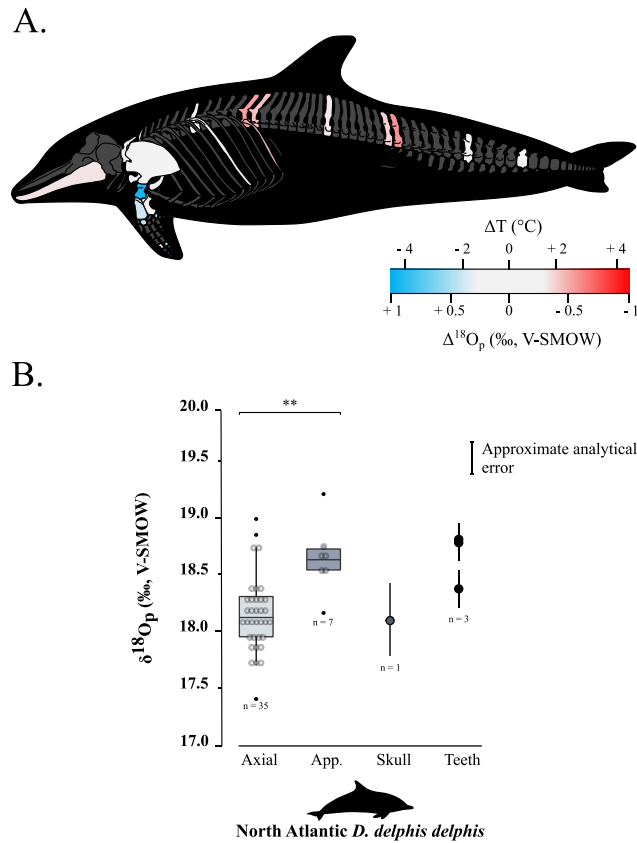 A.
ΔT (°C)
- 4 - 2 0 + 2 + 4
+ 1 + 0.5 0 - 0.5 - 1
Δ¹⁸Oₚ (‰, V-SMOW)
B.
20.0
19.5
19.0
18.5
18.0
17.5
17.0
δ¹⁸Oₚ (‰, V-SMOW)
**
Approximate analytical
error
n = 35
n = 7
n = 1
n = 3
Axial App. Skull Teeth
North Atlantic D. delphis delphis